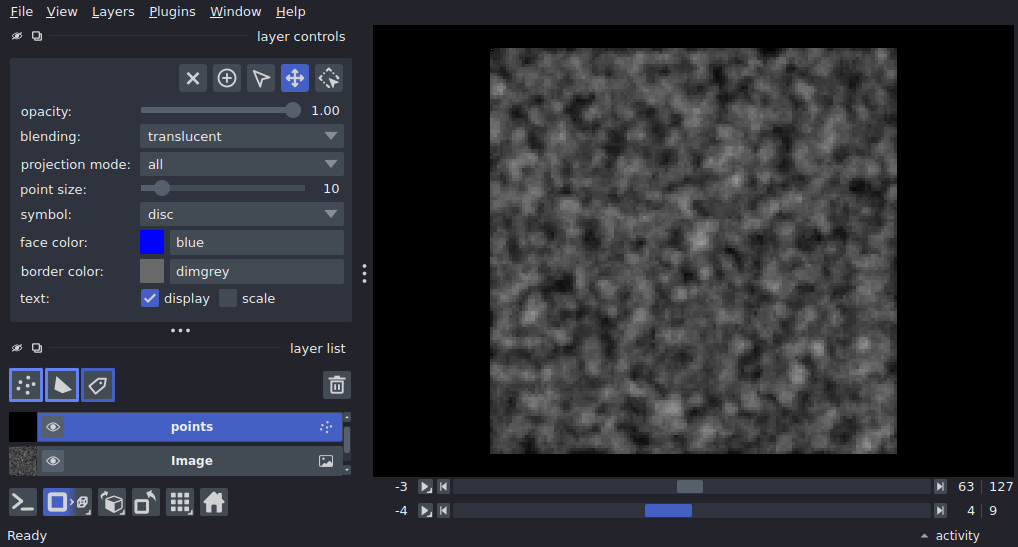 File View Layers Plugins Window Help
layer controls
opacity: 1.00
blending: translucent
projection mode: all
point size: 10
symbol: disc
face color: blue
border color: dimgrey
text: display scale
layer list
points
Image
-3 63 127
-4 4 9
Ready activity